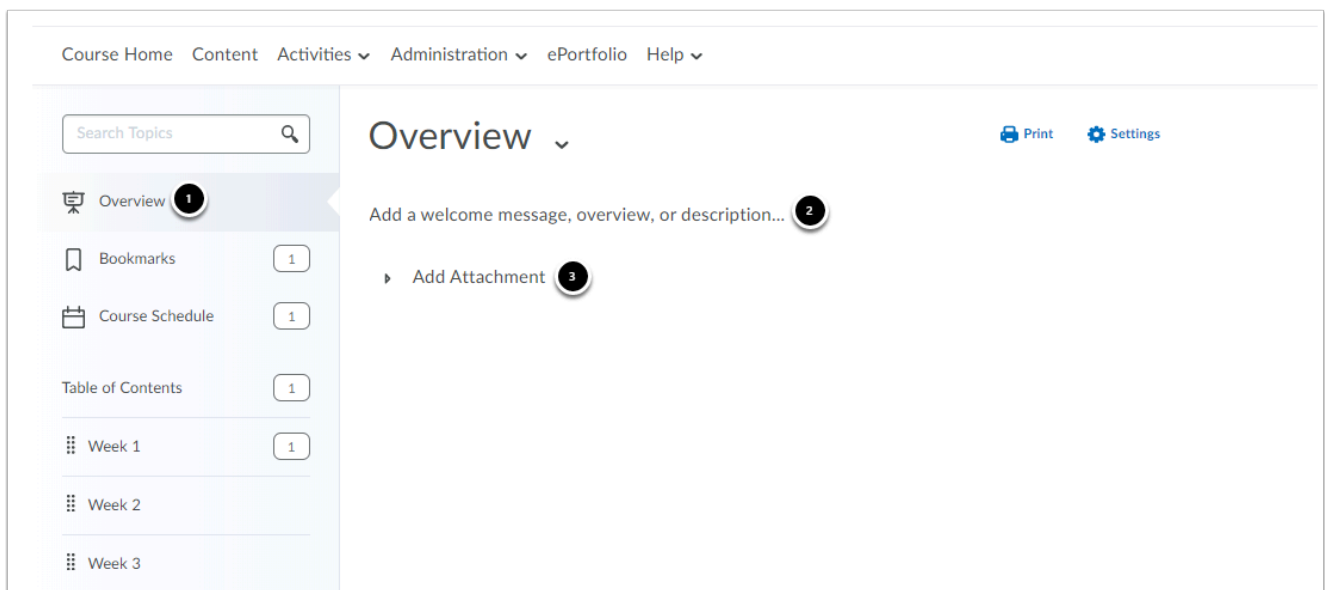 Course Home Content Activities Administration ePortfolio Help
Search Topics
Overview 1
Bookmarks 1
Course Schedule 1
Table of Contents 1
Week 1 1
Week 2
Week 3
Overview
Print Settings
Add a welcome message, overview, or description... 2
Add Attachment 3